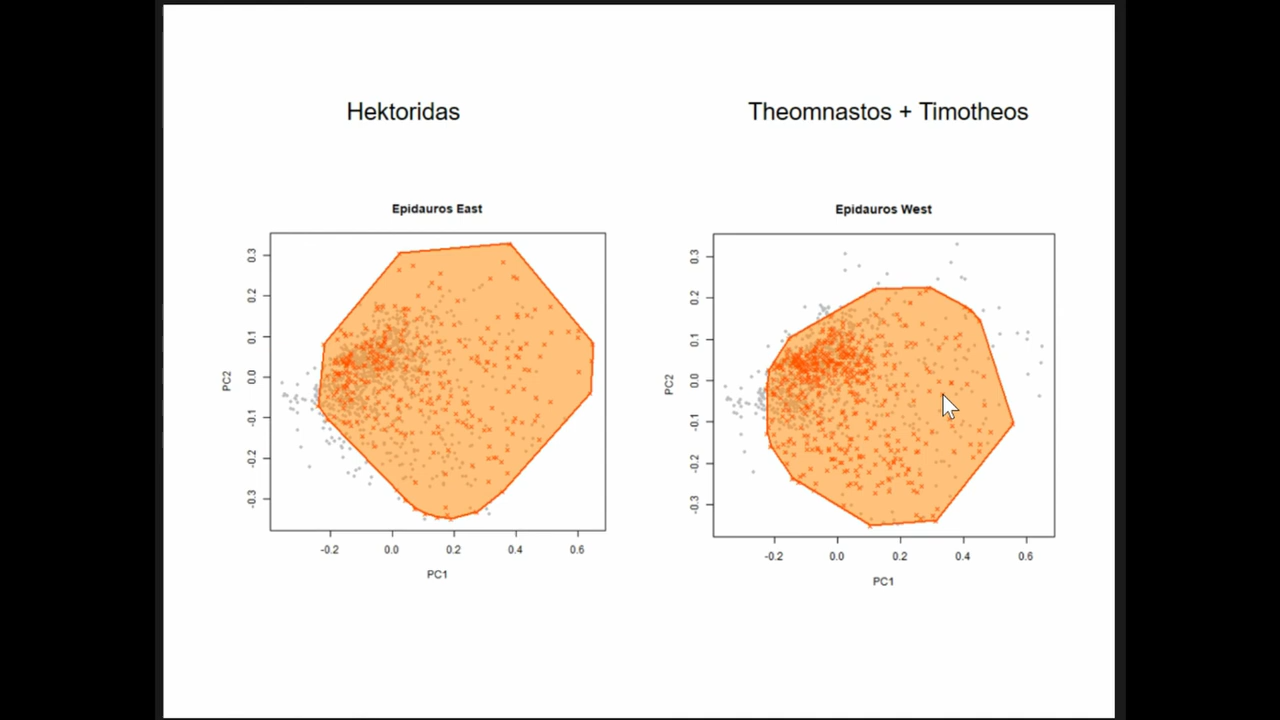 Hektoridas
Theomnastos + Timotheos
Epidauros East
0.3
0.2
0.1
0.0
-0.1
-0.2
-0.3
PC2
-0.2 0.0 0.2 0.4 0.6
PC1
Epidauros West
0.3
0.2
0.1
0.0
-0.1
-0.2
-0.3
PC2
-0.2 0.0 0.2 0.4 0.6
PC1